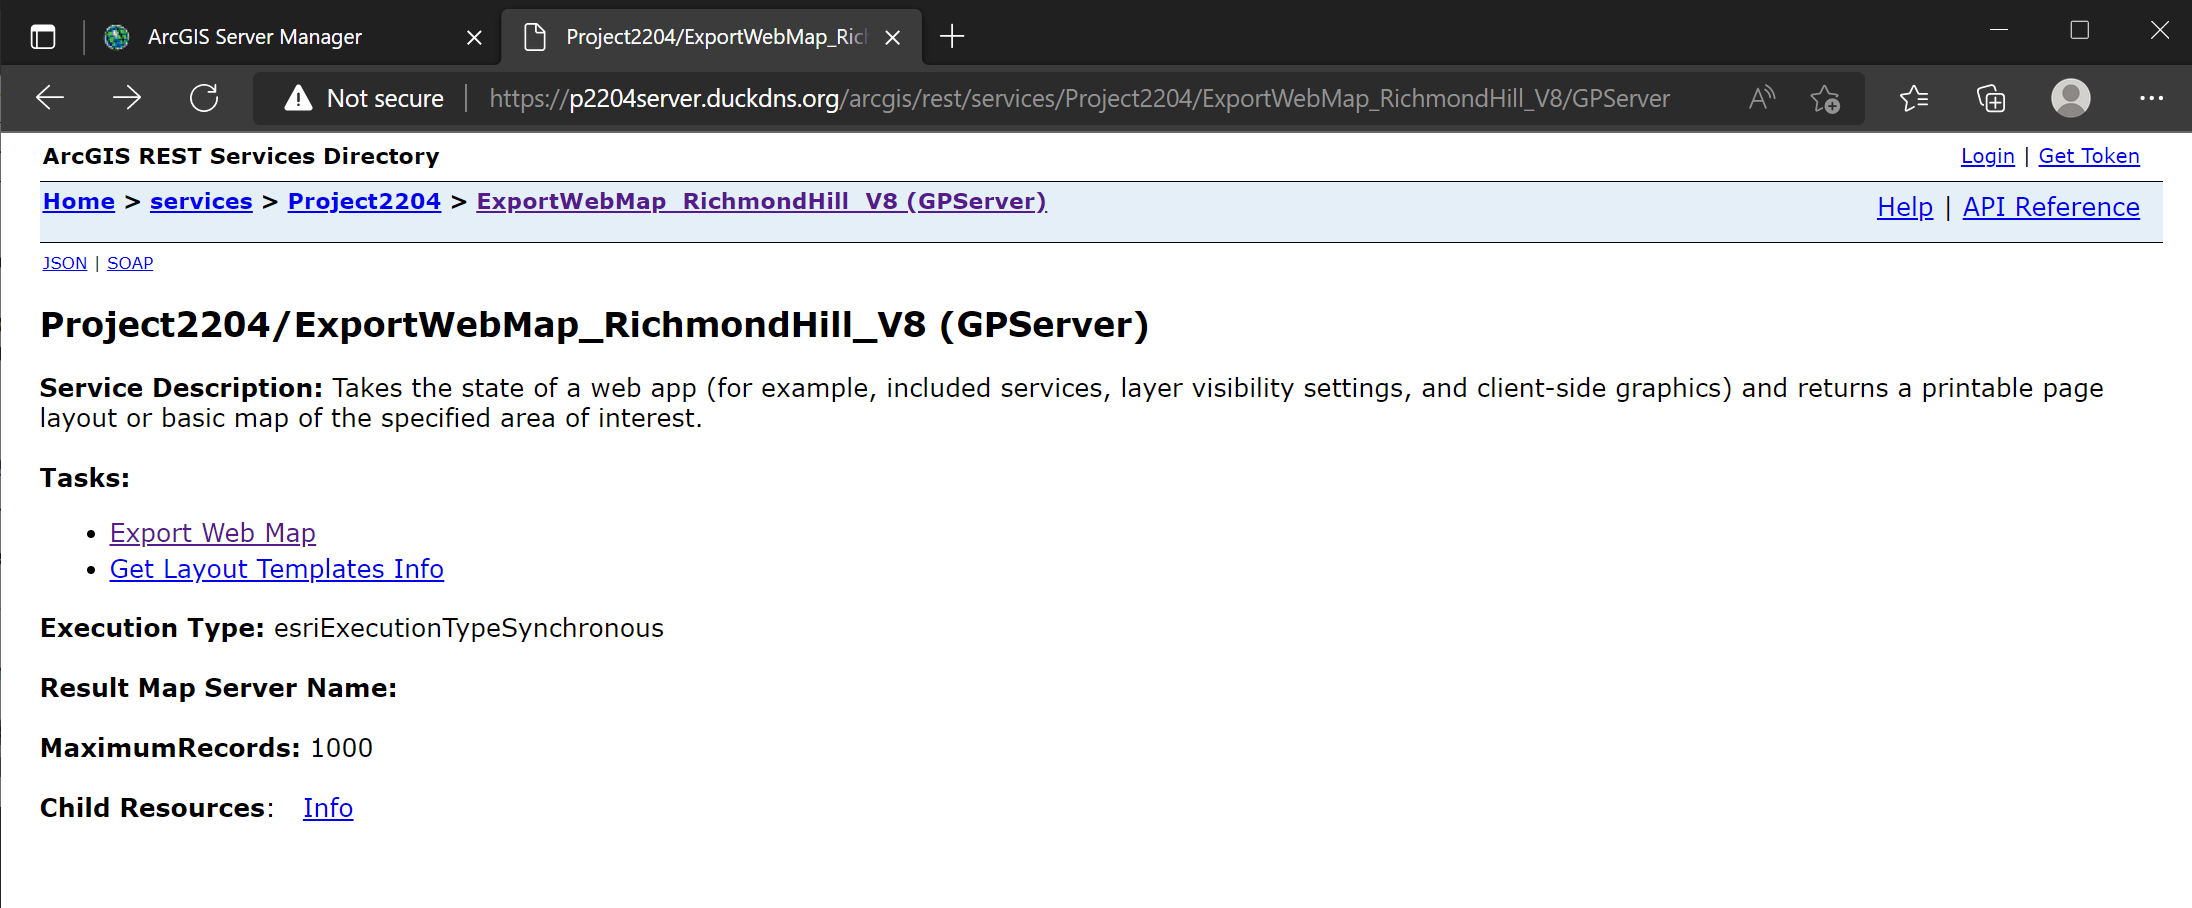 ArcGIS Server Manager
Project2204/ExportWebMap_Ric
Not secure | https://p2204server.duckdns.org/arcgis/rest/services/Project2204/ExportWebMap_RichmondHill_V8/GPServer
ArcGIS REST Services Directory
Login | Get Token
Home > services > Project2204 > ExportWebMap_RichmondHill_V8 (GPServer)
Help | API Reference
JSON | SOAP
Project2204/ExportWebMap_RichmondHill_V8 (GPServer)
Service Description: Takes the state of a web app (for example, included services, layer visibility settings, and client-side graphics) and returns a printable page
layout or basic map of the specified area of interest.
Tasks:
• Export Web Map
• Get Layout Templates Info
Execution Type: esriExecutionTypeSynchronous
Result Map Server Name:
MaximumRecords: 1000
Child Resources: Info